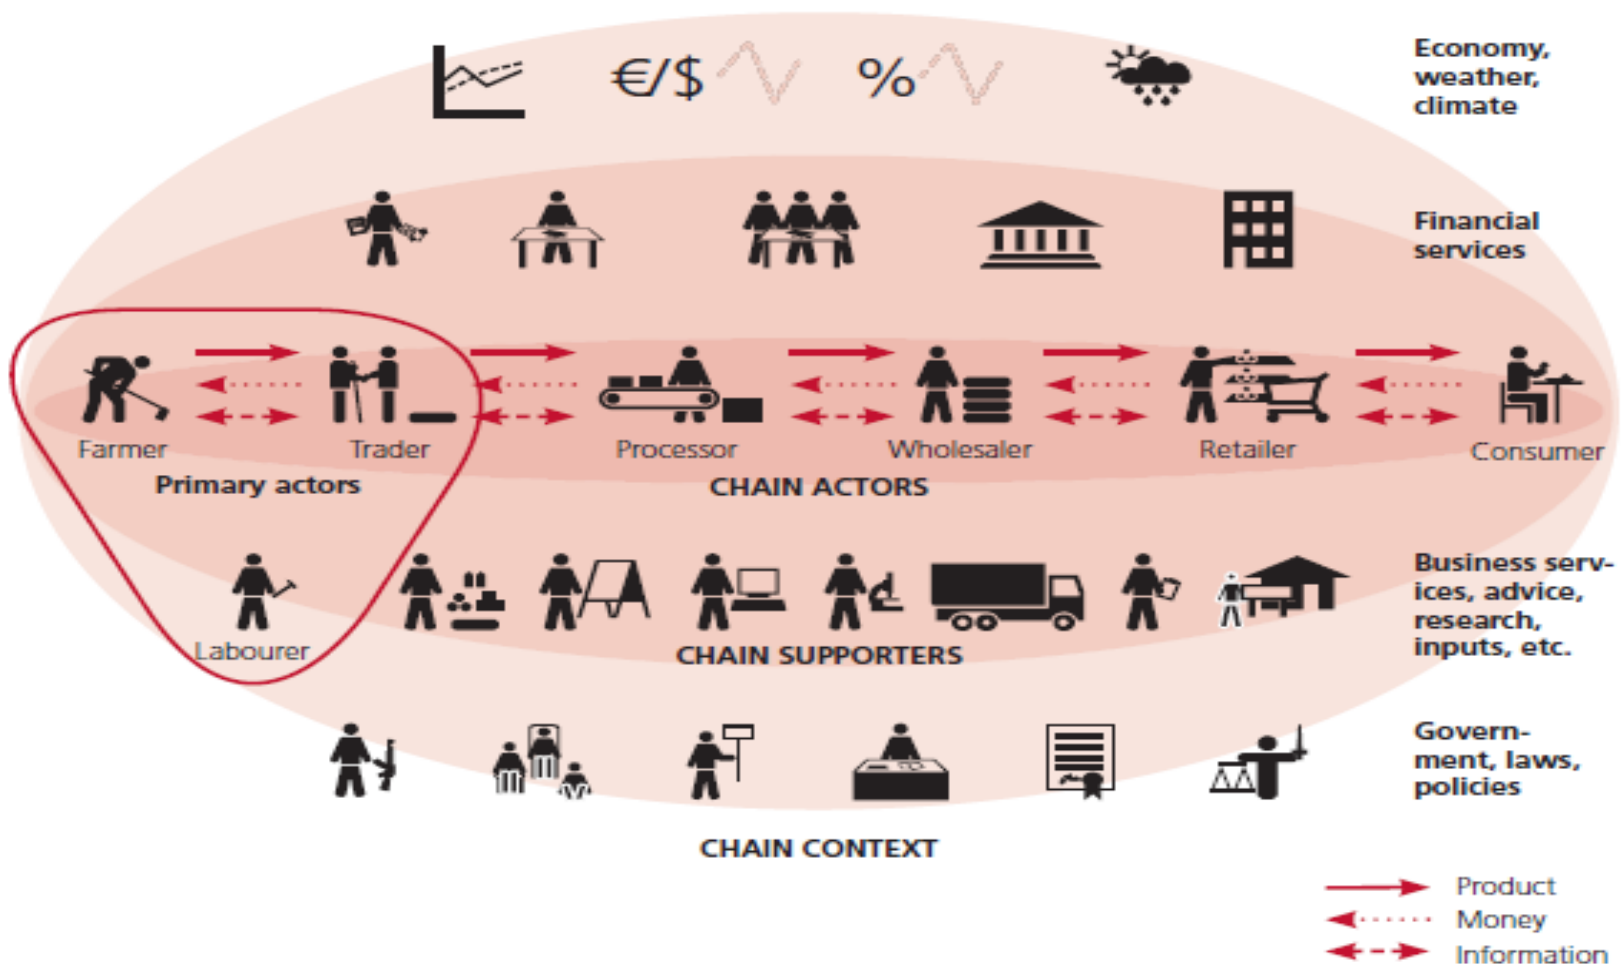 Economy,
weather,
climate
€/$
%
Financial
services
Farmer
Trader
Processor
Wholesaler
Retailer
Consumer
Primary actors
CHAIN ACTORS
Labourer
CHAIN SUPPORTERS
Business serv-
ices, advice,
research,
inputs, etc.
Govern-
ment, laws,
policies
CHAIN CONTEXT
Product
Money
Information